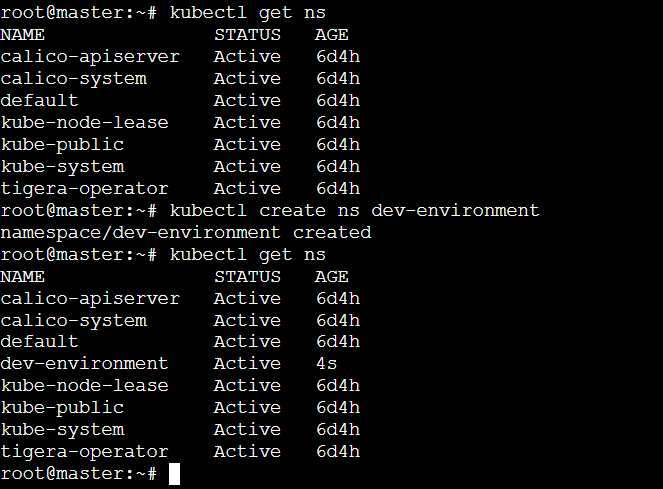 root@master:~# kubectl get ns
NAME                STATUS   AGE
calico-apiserver    Active   6d4h
calico-system       Active   6d4h
default             Active   6d4h
kube-node-lease     Active   6d4h
kube-public         Active   6d4h
kube-system         Active   6d4h
tigera-operator     Active   6d4h
root@master:~# kubectl create ns dev-environment
namespace/dev-environment created
root@master:~# kubectl get ns
NAME                STATUS   AGE
calico-apiserver    Active   6d4h
calico-system       Active   6d4h
default             Active   6d4h
dev-environment     Active   4s
kube-node-lease     Active   6d4h
kube-public         Active   6d4h
kube-system         Active   6d4h
tigera-operator     Active   6d4h
root@master:~#